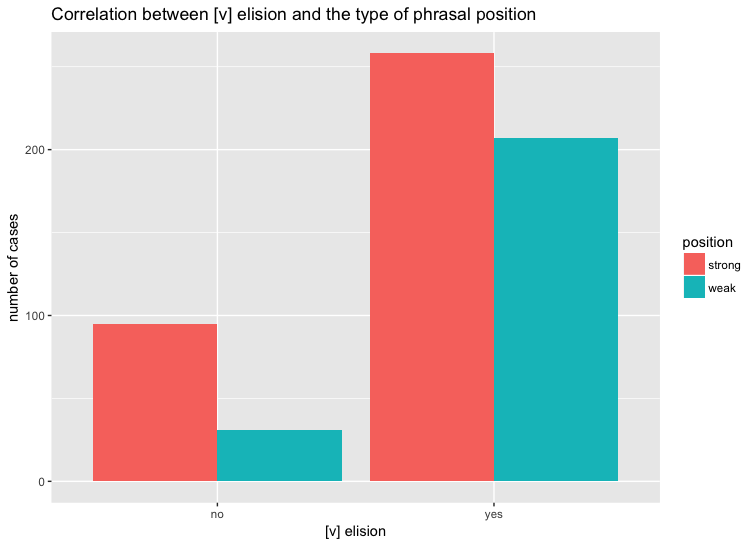 Correlation between [v] elision and the type of phrasal position
number of cases
200
100
0
no
yes
[v] elision
position
strong
weak